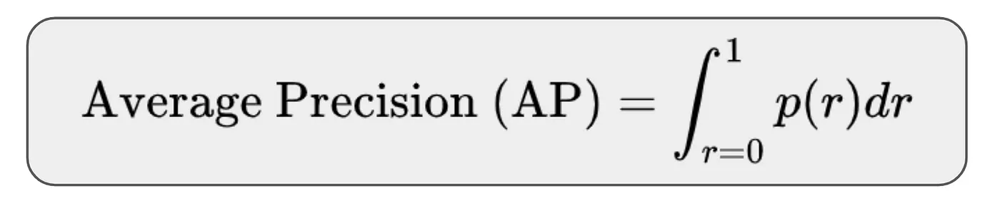 Average Precision (AP) = ∫_{r=0}^{1} p(r)dr